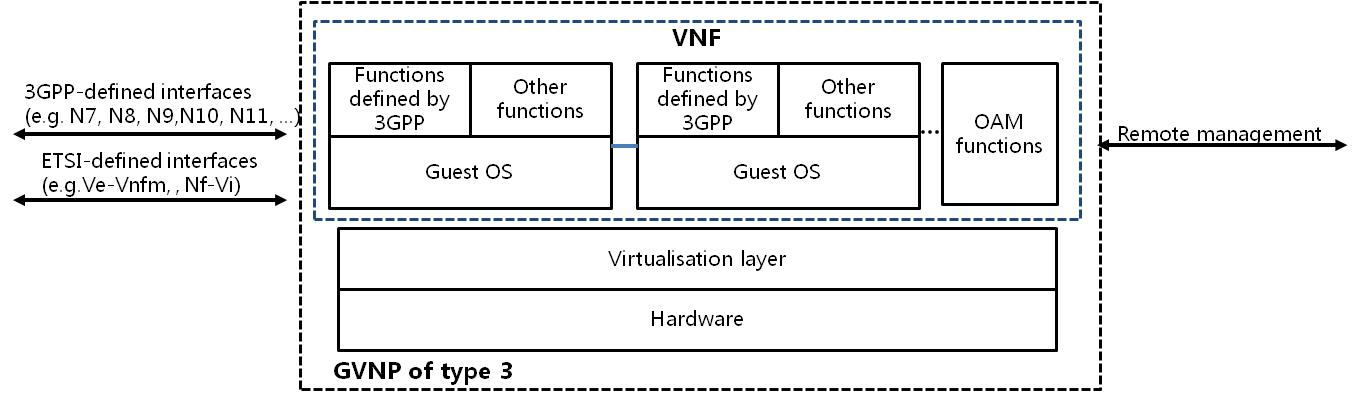 VNF
3GPP-defined interfaces
(e.g. N7, N8, N9,N10, N11, ...)
ETSI-defined interfaces
(e.g.Ve-Vnfm, , Nf-Vi)
Functions
defined by
3GPP
Other
functions
Guest OS
Functions
defined by
3GPP
Other
functions
Guest OS
...
OAM
functions
Remote management
Virtualisation layer
Hardware
GVNP of type 3